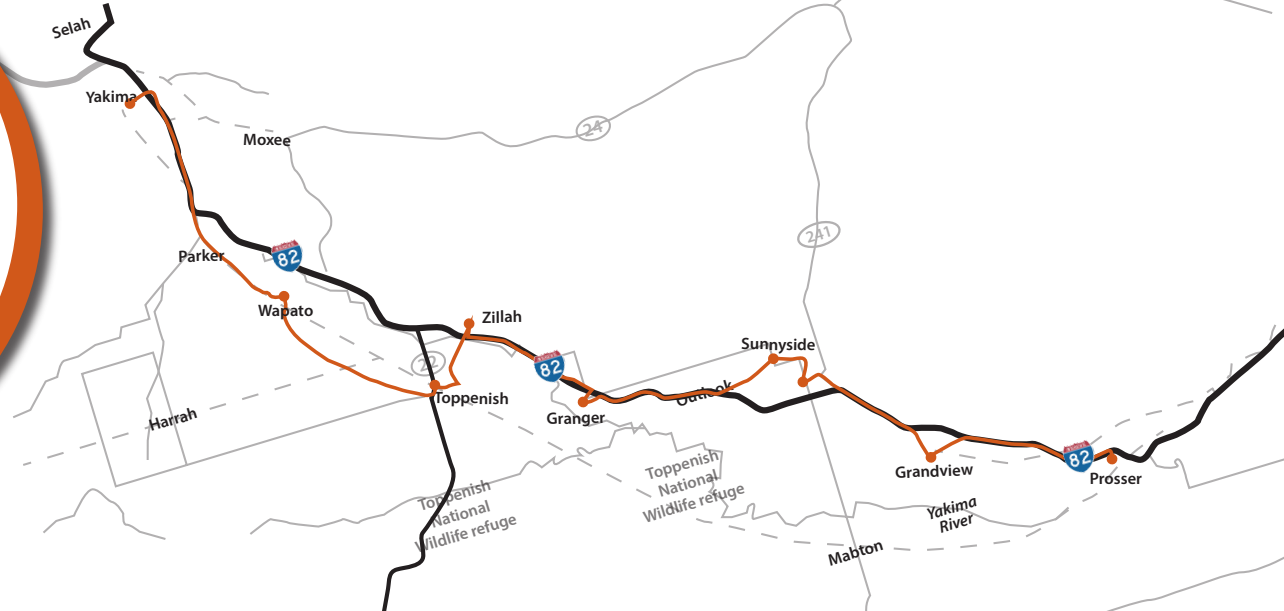 Selah
Yakima
Moxee
24
241
Parker
82
Wapato
Zillah
22
Sunnyside
82
Toppenish
Outlook
Harrah
Granger
Toppenish
National
Wildlife refuge
Toppenish
National
Wildlife refuge
Grandview
82
Prosser
Yakima
River
Mabton